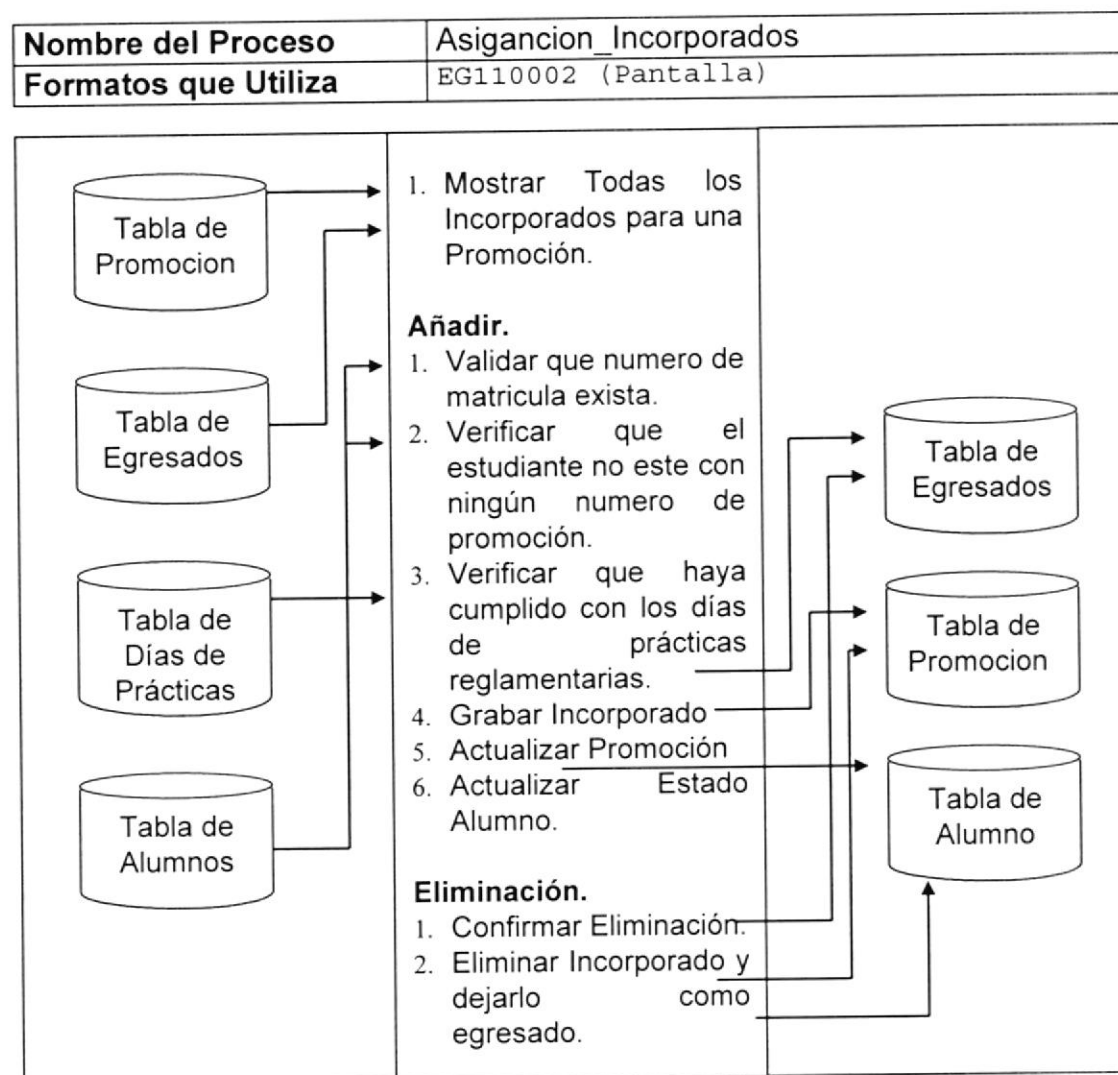 Nombre del Proceso Asigancion_Incorporados
Formatos que Utiliza EG110002 (Pantalla)
Tabla de
Promocion
Tabla de
Egresados
Tabla de
Días de
Prácticas
Tabla de
Alumnos
1. Mostrar Todas los
Incorporados para una
Promoción.
Añadir.
1. Validar que numero de
matricula exista.
2. Verificar que el
estudiante no este con
ningún numero de
promoción.
3. Verificar que haya
cumplido con los días
de prácticas
reglamentarias.
4. Grabar Incorporado
5. Actualizar Promoción
6. Actualizar Estado
Alumno.
Eliminación.
1. Confirmar Eliminación.
2. Eliminar Incorporado y
dejarlo como
egresado.
Tabla de
Egresados
Tabla de
Promocion
Tabla de
Alumno